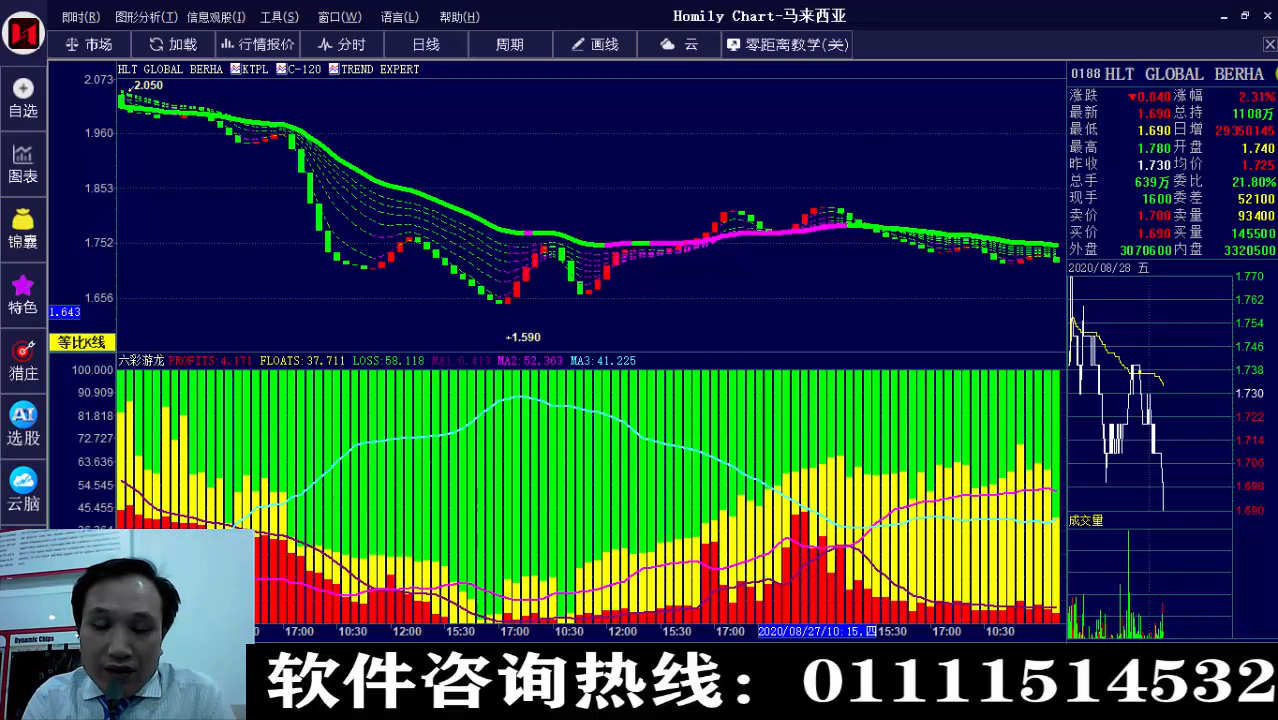 即时(R) 图形分析(T) 信息观股(I) 工具(S) 窗口(W) 语言(L) 帮助(H)
Homily Chart-马来西亚
市场 加载 行情报价 分时 日线 周期 画线 云 零距离教学(关)
自选
图表
锦囊
特色
猎庄
AI
选股
云脑
HLT GLOBAL BERHA KTPL C-120 TREND EXPERT
2.073
2.050
1.960
1.853
1.752
1.656
1.643
1.590
等比K线
六彩游龙 PROFITS:4.171 FLOATS:37.711 LOSS:58.118 MA1:6.413 MA2:52.363 MA3:41.225
100.000
90.909
81.818
72.727
63.636
54.545
45.455
17:00 10:30 12:00 15:30 17:00 10:30 12:00 15:30 17:00 2020/08/27/10:15,四 15:30 17:00 10:30
0188 HLT GLOBAL BERHA
涨跌 ▼0.040 涨幅 2.31%
最新 1.690 总持 1108万
最低 1.690 日增 29350145
最高 1.780 开盘 1.740
昨收 1.730 均价 1.725
总手 639万 委比 21.80%
现手 1600 委差 52100
卖价 1.700 卖量 93400
买价 1.690 买量 145500
外盘 3070600 内盘 3320500
2020/08/28 五
1.770
1.762
1.754
1.746
1.738
1.730
1.722
1.714
1.706
1.698
1.690
成交量
Dynamic Chips
软件咨询热线：01111514532